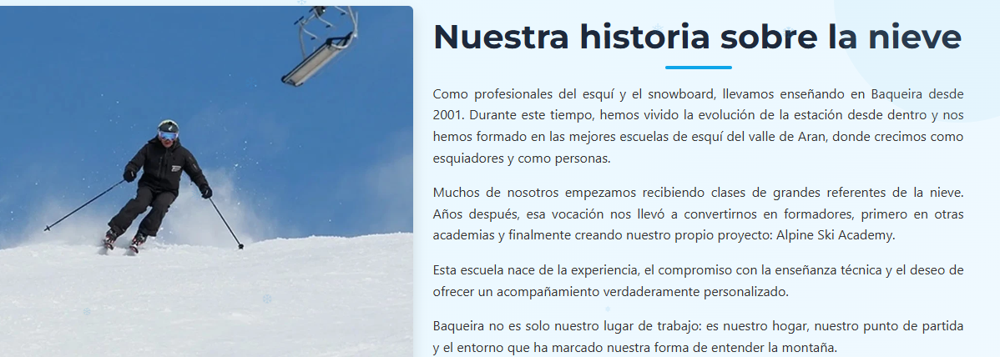 Nuestra historia sobre la nieve
Como profesionales del esquí y el snowboard, llevamos enseñando en Baqueira desde
2001. Durante este tiempo, hemos vivido la evolución de la estación desde dentro y nos
hemos formado en las mejores escuelas de esquí del valle de Aran, donde crecimos como
esquiadores y como personas.
Muchos de nosotros empezamos recibiendo clases de grandes referentes de la nieve.
Años después, esa vocación nos llevó a convertirnos en formadores, primero en otras
academias y finalmente creando nuestro propio proyecto: Alpine Ski Academy.
Esta escuela nace de la experiencia, el compromiso con la enseñanza técnica y el deseo de
ofrecer un acompañamiento verdaderamente personalizado.
Baqueira no es solo nuestro lugar de trabajo: es nuestro hogar, nuestro punto de partida
y el entorno que ha marcado nuestra forma de entender la montaña.